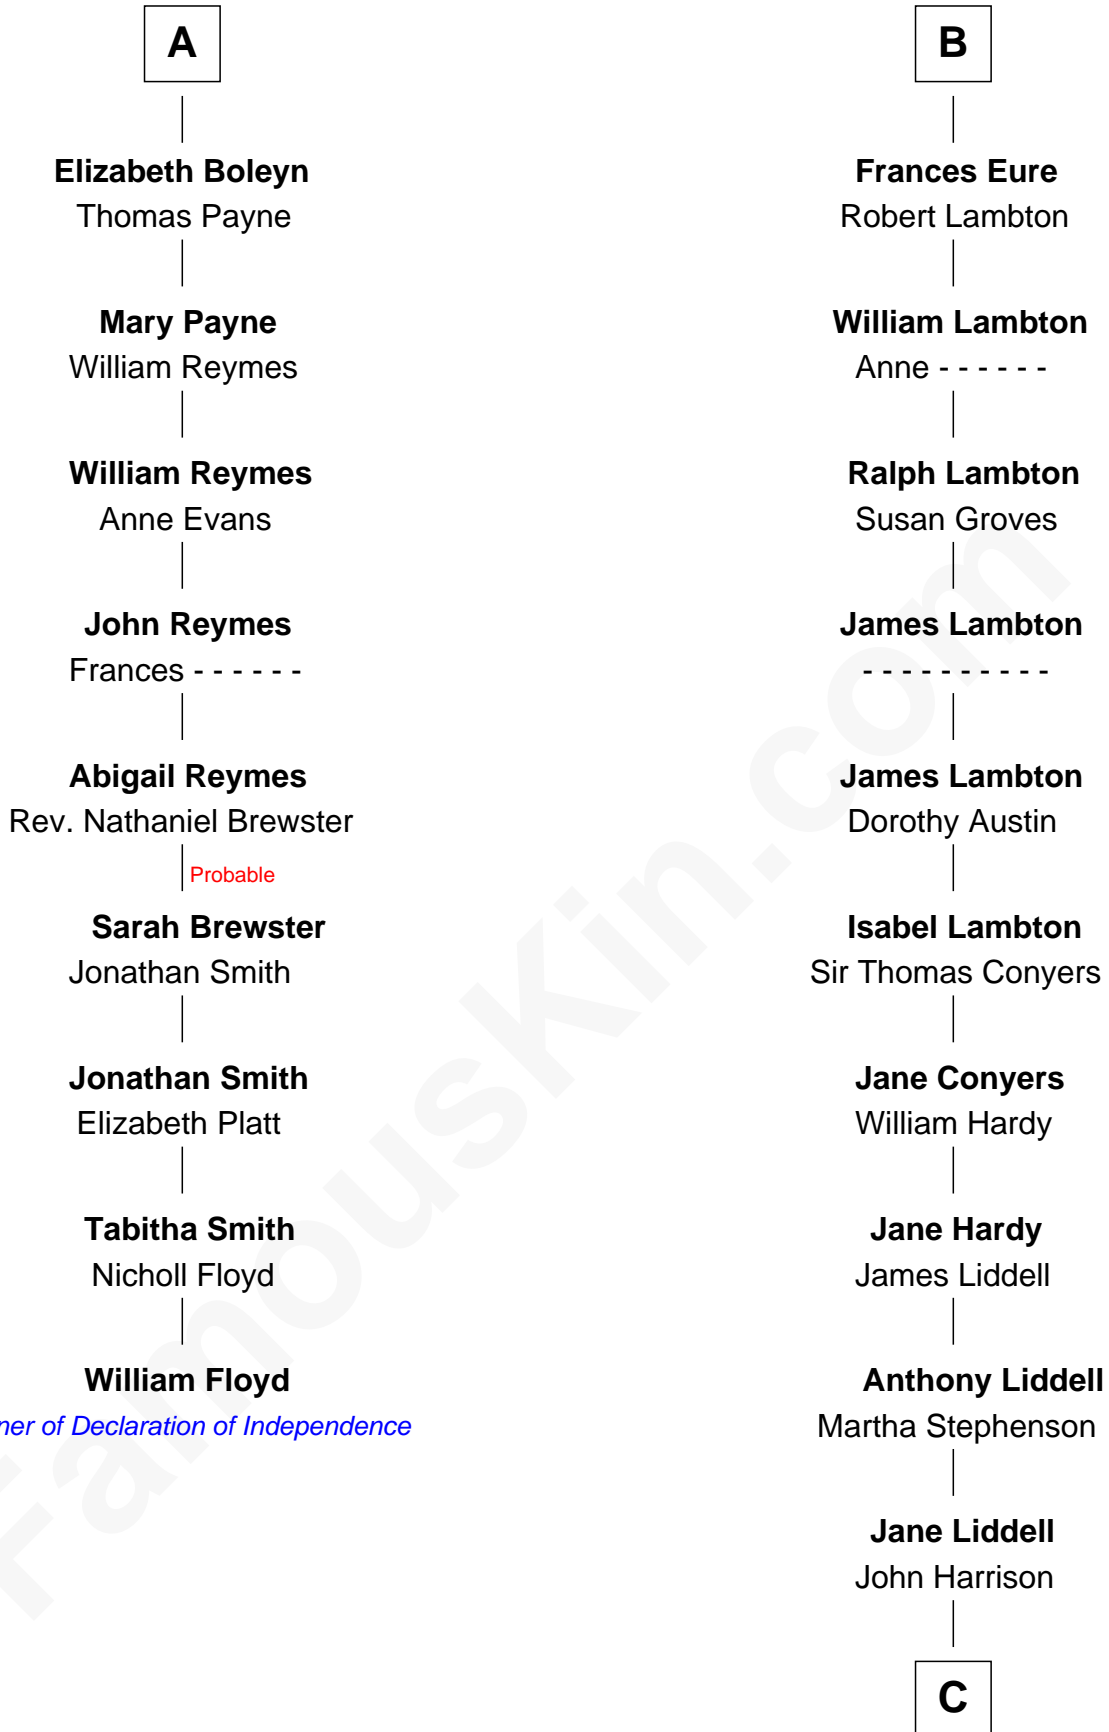 A
Elizabeth Boleyn
Thomas Payne
Mary Payne
William Reymes
William Reymes
Anne Evans
John Reymes
Frances - - - - - -
Abigail Reymes
Rev. Nathaniel Brewster
Probable
Sarah Brewster
Jonathan Smith
Jonathan Smith
Elizabeth Platt
Tabitha Smith
Nicholl Floyd
William Floyd
ner of Declaration of Independence
B
Frances Eure
Robert Lambton
William Lambton
Anne - - - - - -
Ralph Lambton
Susan Groves
James Lambton
- - - - - - - - - -
James Lambton
Dorothy Austin
Isabel Lambton
Sir Thomas Conyers
Jane Conyers
William Hardy
Jane Hardy
James Liddell
Anthony Liddell
Martha Stephenson
Jane Liddell
John Harrison
C
FamousKin.com